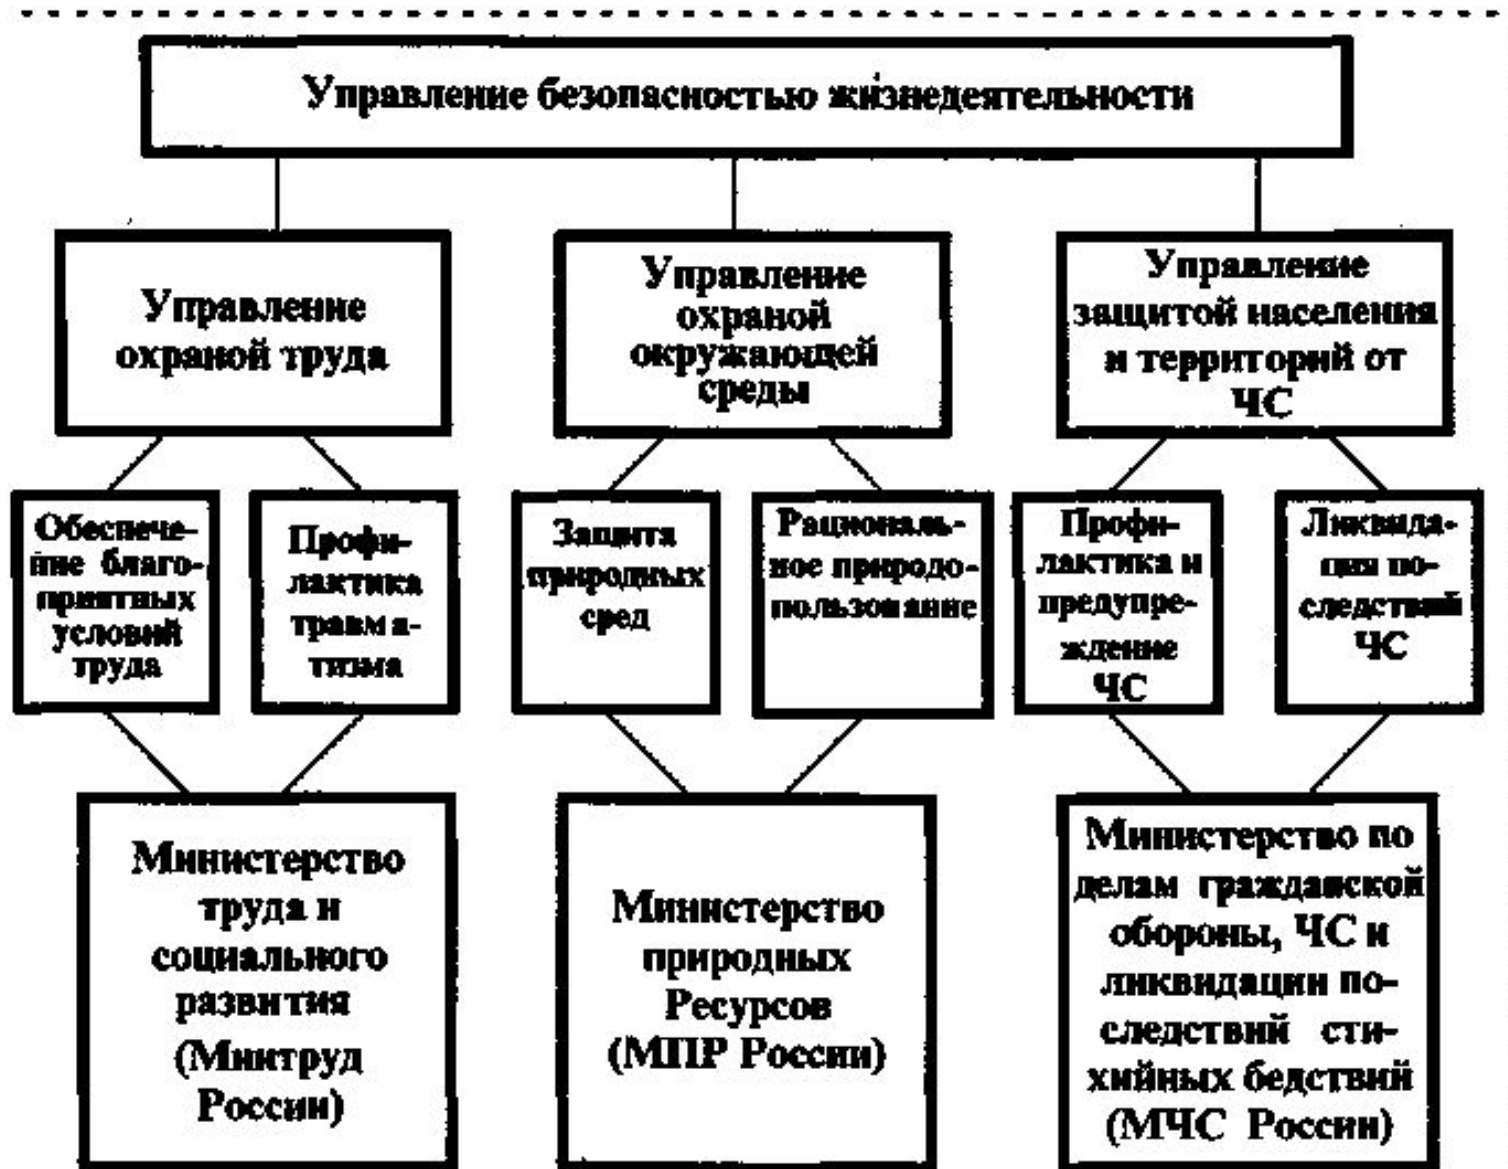 Управление безопасностью жизнедеятельности
Управление
охраной труда
Управление
охраной
окружающей
среды
Управление
защитой населения
и территорий от
ЧС
Обеспече-
ние благо-
приятных
условий
труда
Профи-
лактика
травма-
тизма
Защита
природных
сред
Рациональ-
ное природо-
пользование
Профи-
лактика и
предупре-
ждение
ЧС
Ликвида-
ция по-
следствий
ЧС
Министерство
труда и
социального
развития
(Минтруд
России)
Министерство
природных
Ресурсов
(МПР России)
Министерство по
делам гражданской
обороны, ЧС и
ликвидации по-
следствий сти-
хийных бедствий
(МЧС России)